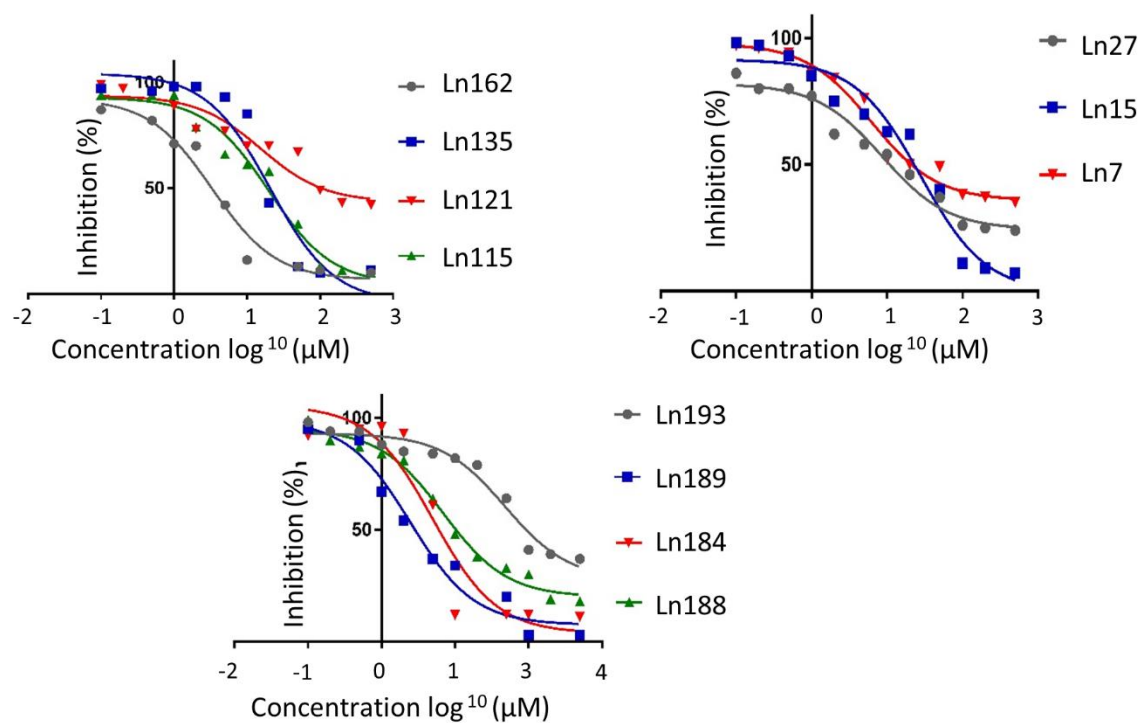 100
50
Inhibition (%)
-2
-1
0
1
2
3
Concentration log 10 (µM)
Ln162
Ln135
Ln121
Ln115
100
50
Inhibition (%)
-2
-1
0
1
2
3
Concentration log 10 (µM)
Ln27
Ln15
Ln7
100
50
Inhibition (%)
-2
-1
0
1
2
3
4
Concentration log 10 (µM)
Ln193
Ln189
Ln184
Ln188